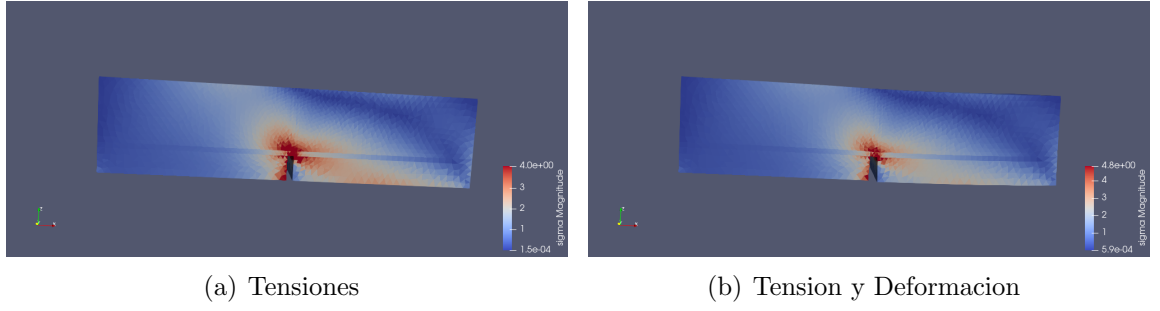 4.0e+00
3
2
1
1.5e-04
sigma Magnitude
4.8e+00
4
3
2
1
5.9e-04
sigma Magnitude
(a) Tensiones
(b) Tension y Deformacion